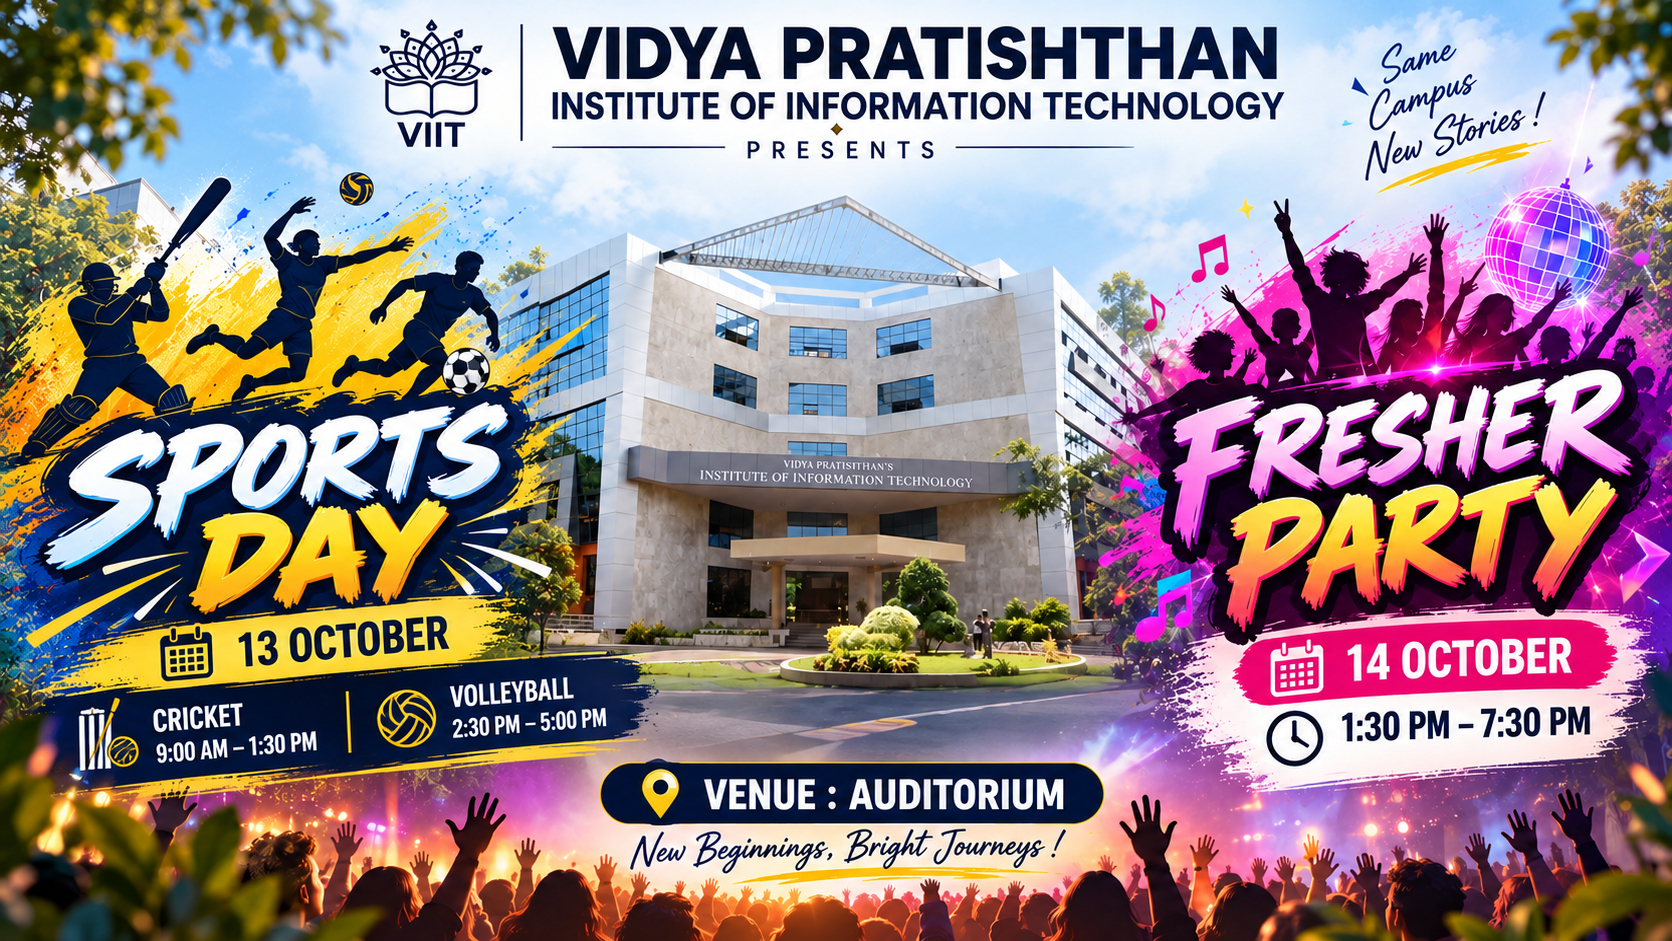 VIIT
VIDYA PRATISHTHAN
INSTITUTE OF INFORMATION TECHNOLOGY
PRESENTS
Same
Campus
New Stories !
SPORTS
DAY
13 OCTOBER
CRICKET
9:00 AM – 1:30 PM
VOLLEYBALL
2:30 PM – 5:00 PM
VIDYA PRATISITHAN'S
INSTITUTE OF INFORMATION TECHNOLOGY
FRESHER
PARTY
14 OCTOBER
1:30 PM – 7:30 PM
VENUE : AUDITORIUM
New Beginnings, Bright Journeys !